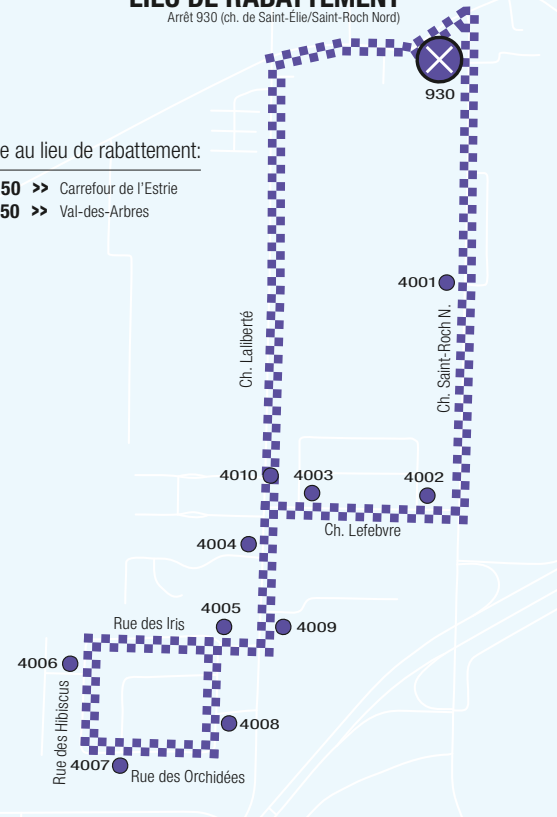 LIEU DE RABATTEMENT
Arrêt 930 (ch. de Saint-Élie/Saint-Roch Nord)
930
e au lieu de rabattement:
50 >> Carrefour de l'Estrie
50 >> Val-des-Arbres
4001
Ch. Laliberté
Ch. Saint-Roch N.
4010
4003
4002
Ch. Lefebvre
4004
4005
Rue des Iris
4009
4006
Rue des Hibiscus
4008
4007
Rue des Orchidées